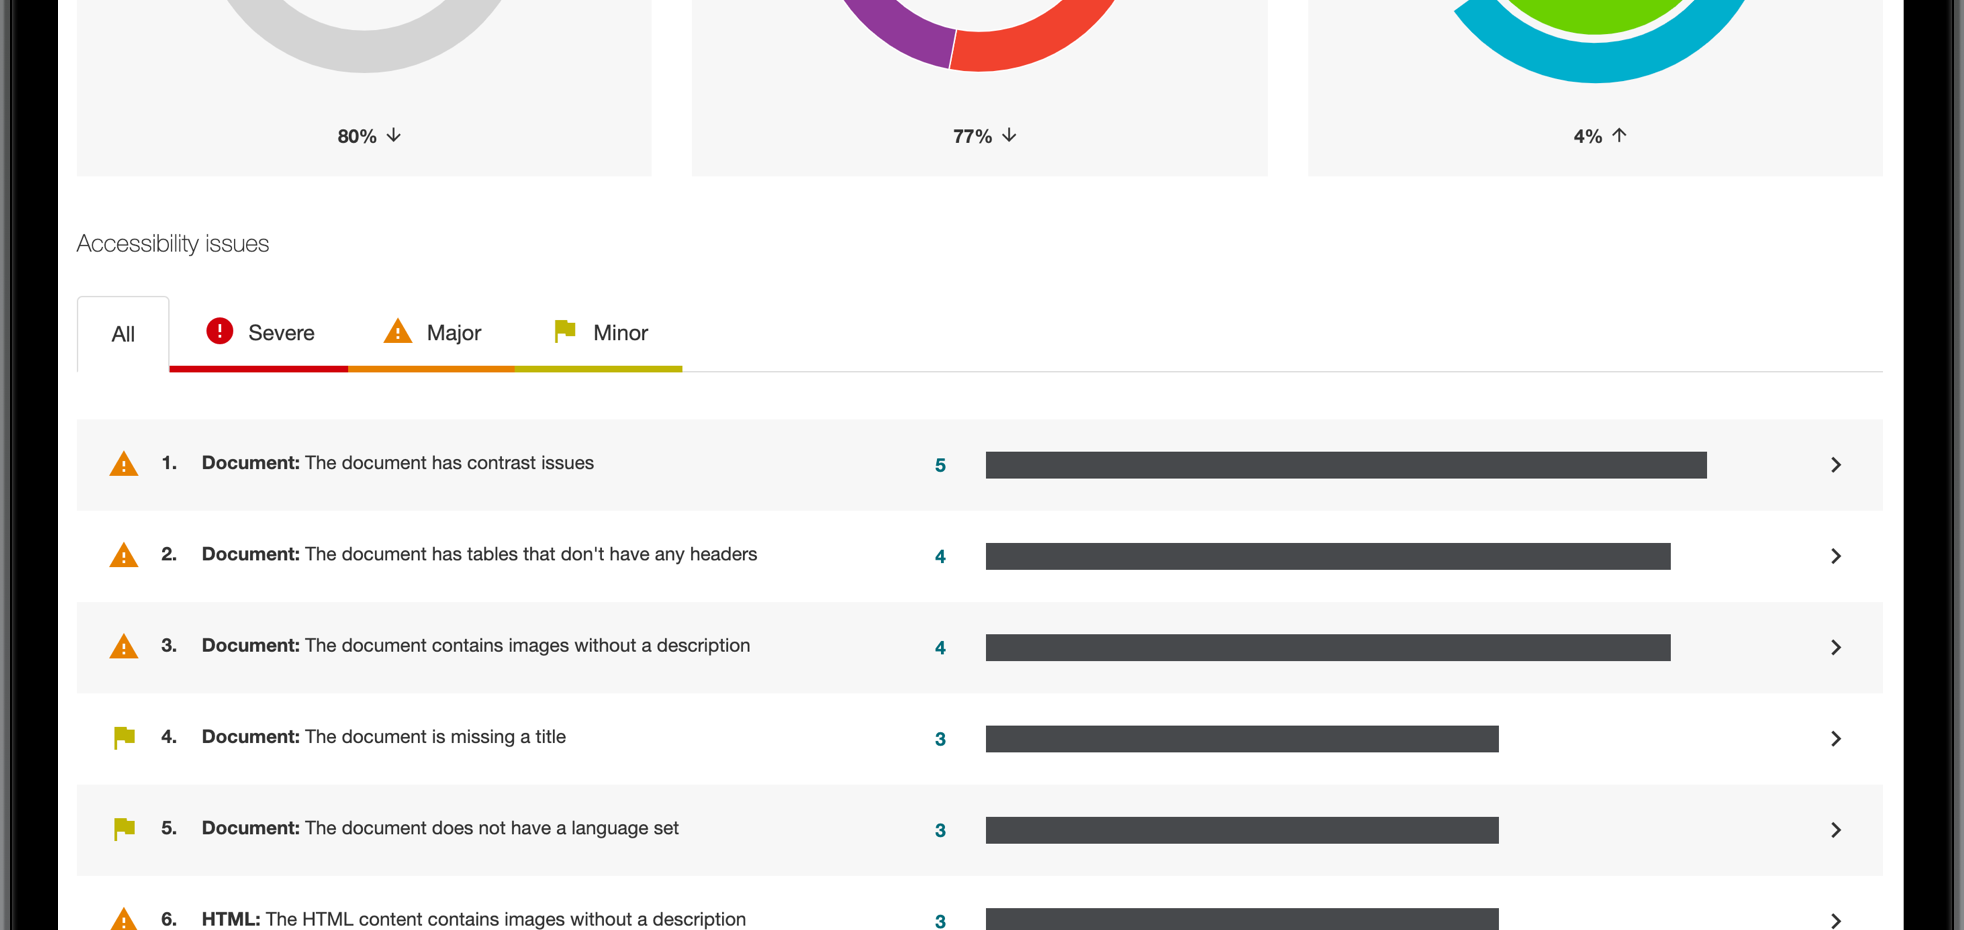 80% ↓
77% ↓
4% ↑
Accessibility issues
All
Severe
Major
Minor
1. Document: The document has contrast issues 5
2. Document: The document has tables that don't have any headers 4
3. Document: The document contains images without a description 4
4. Document: The document is missing a title 3
5. Document: The document does not have a language set 3
6. HTML: The HTML content contains images without a description 3